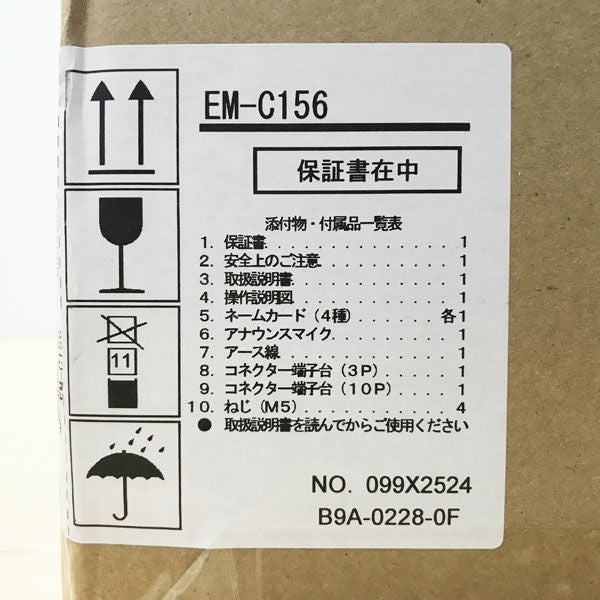 EM-C156
保証書在中
添付物・付属品一覧表
1. 保証書. . . . . . . . . . . . . . . . . . . . 1
2. 安全上のご注意. . . . . . . . . . . . . . 1
3. 取扱説明書. . . . . . . . . . . . . . . . . 1
4. 操作説明図. . . . . . . . . . . . . . . . . 1
5. ネームカード（４種）. . . . . . . . . 各1
6. アナウンスマイク. . . . . . . . . . . . 1
7. アース線. . . . . . . . . . . . . . . . . . 1
8. コネクター端子台（３Ｐ）. . . . . . . 1
9. コネクター端子台（１０Ｐ）. . . . . . 1
10. ねじ（Ｍ５）. . . . . . . . . . . . . . . 4
● 取扱説明書を読んでからご使用ください
11
NO. 099X2524
B9A-0228-0F